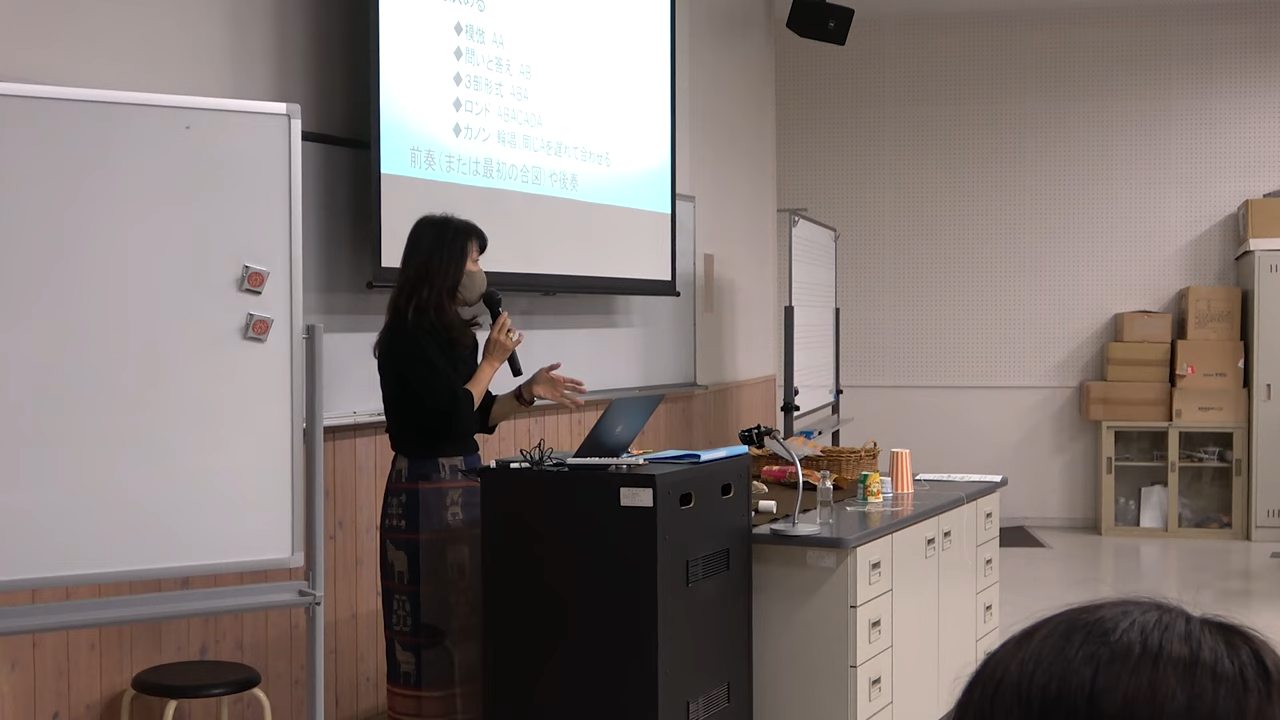 める
◆模倣 AA
◆問いと答え AB
◆3部形式 ABA
◆ロンド ABACADA
◆カノン 輪唱(同じAを遅れて合わせる
前奏(または最初の合図)や後奏